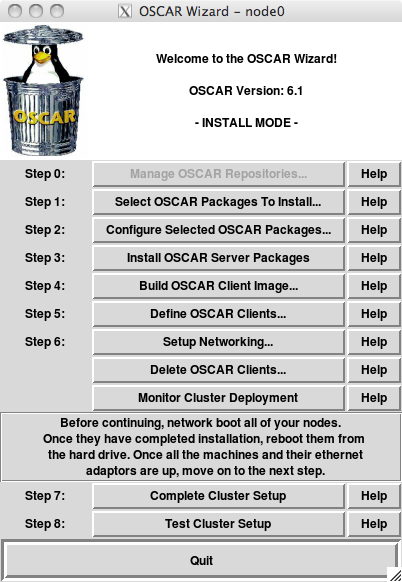 OSCAR Wizard – node0
OSCAR
Welcome to the OSCAR Wizard!
OSCAR Version: 6.1
- INSTALL MODE -
Step 0: Manage OSCAR Repositories... Help
Step 1: Select OSCAR Packages To Install... Help
Step 2: Configure Selected OSCAR Packages... Help
Step 3: Install OSCAR Server Packages Help
Step 4: Build OSCAR Client Image... Help
Step 5: Define OSCAR Clients... Help
Step 6: Setup Networking... Help
Delete OSCAR Clients... Help
Monitor Cluster Deployment Help
Before continuing, network boot all of your nodes.
Once they have completed installation, reboot them from
the hard drive. Once all the machines and their ethernet
adaptors are up, move on to the next step.
Step 7: Complete Cluster Setup Help
Step 8: Test Cluster Setup Help
Quit